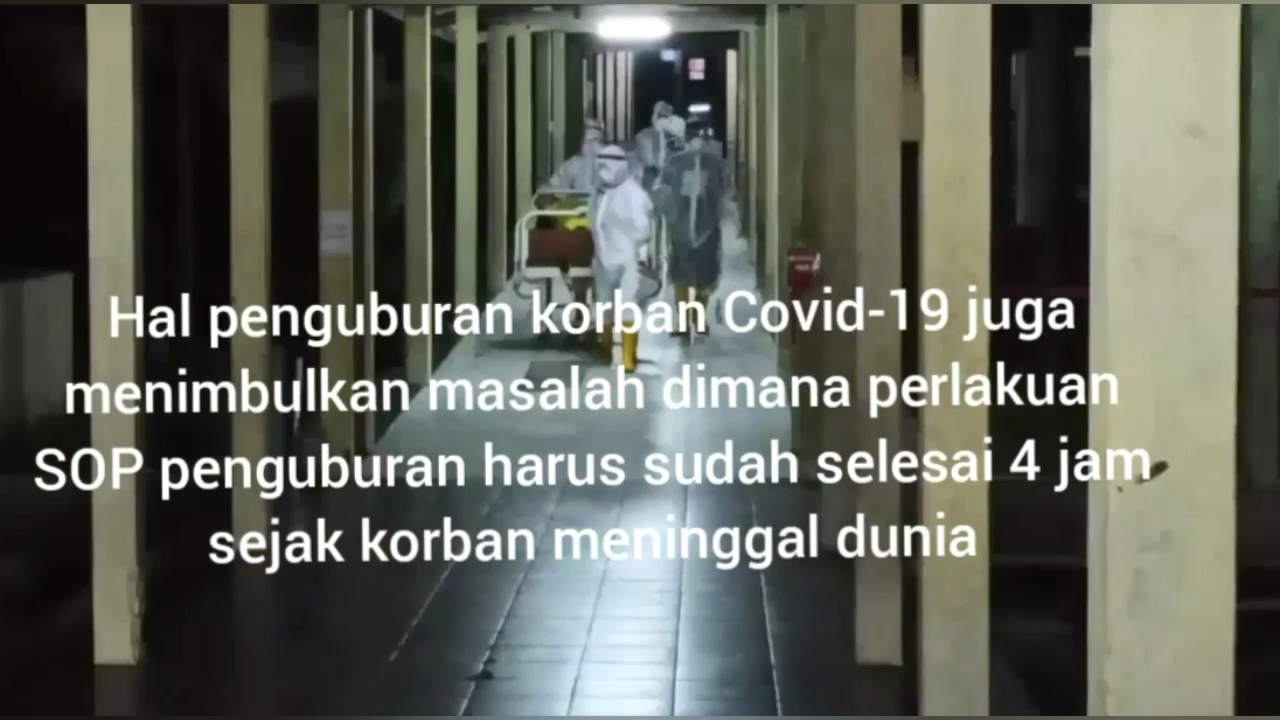 Hal penguburan korban Covid-19 juga
menimbulkan masalah dimana perlakuan
SOP penguburan harus sudah selesai 4 jam
sejak korban meninggal dunia